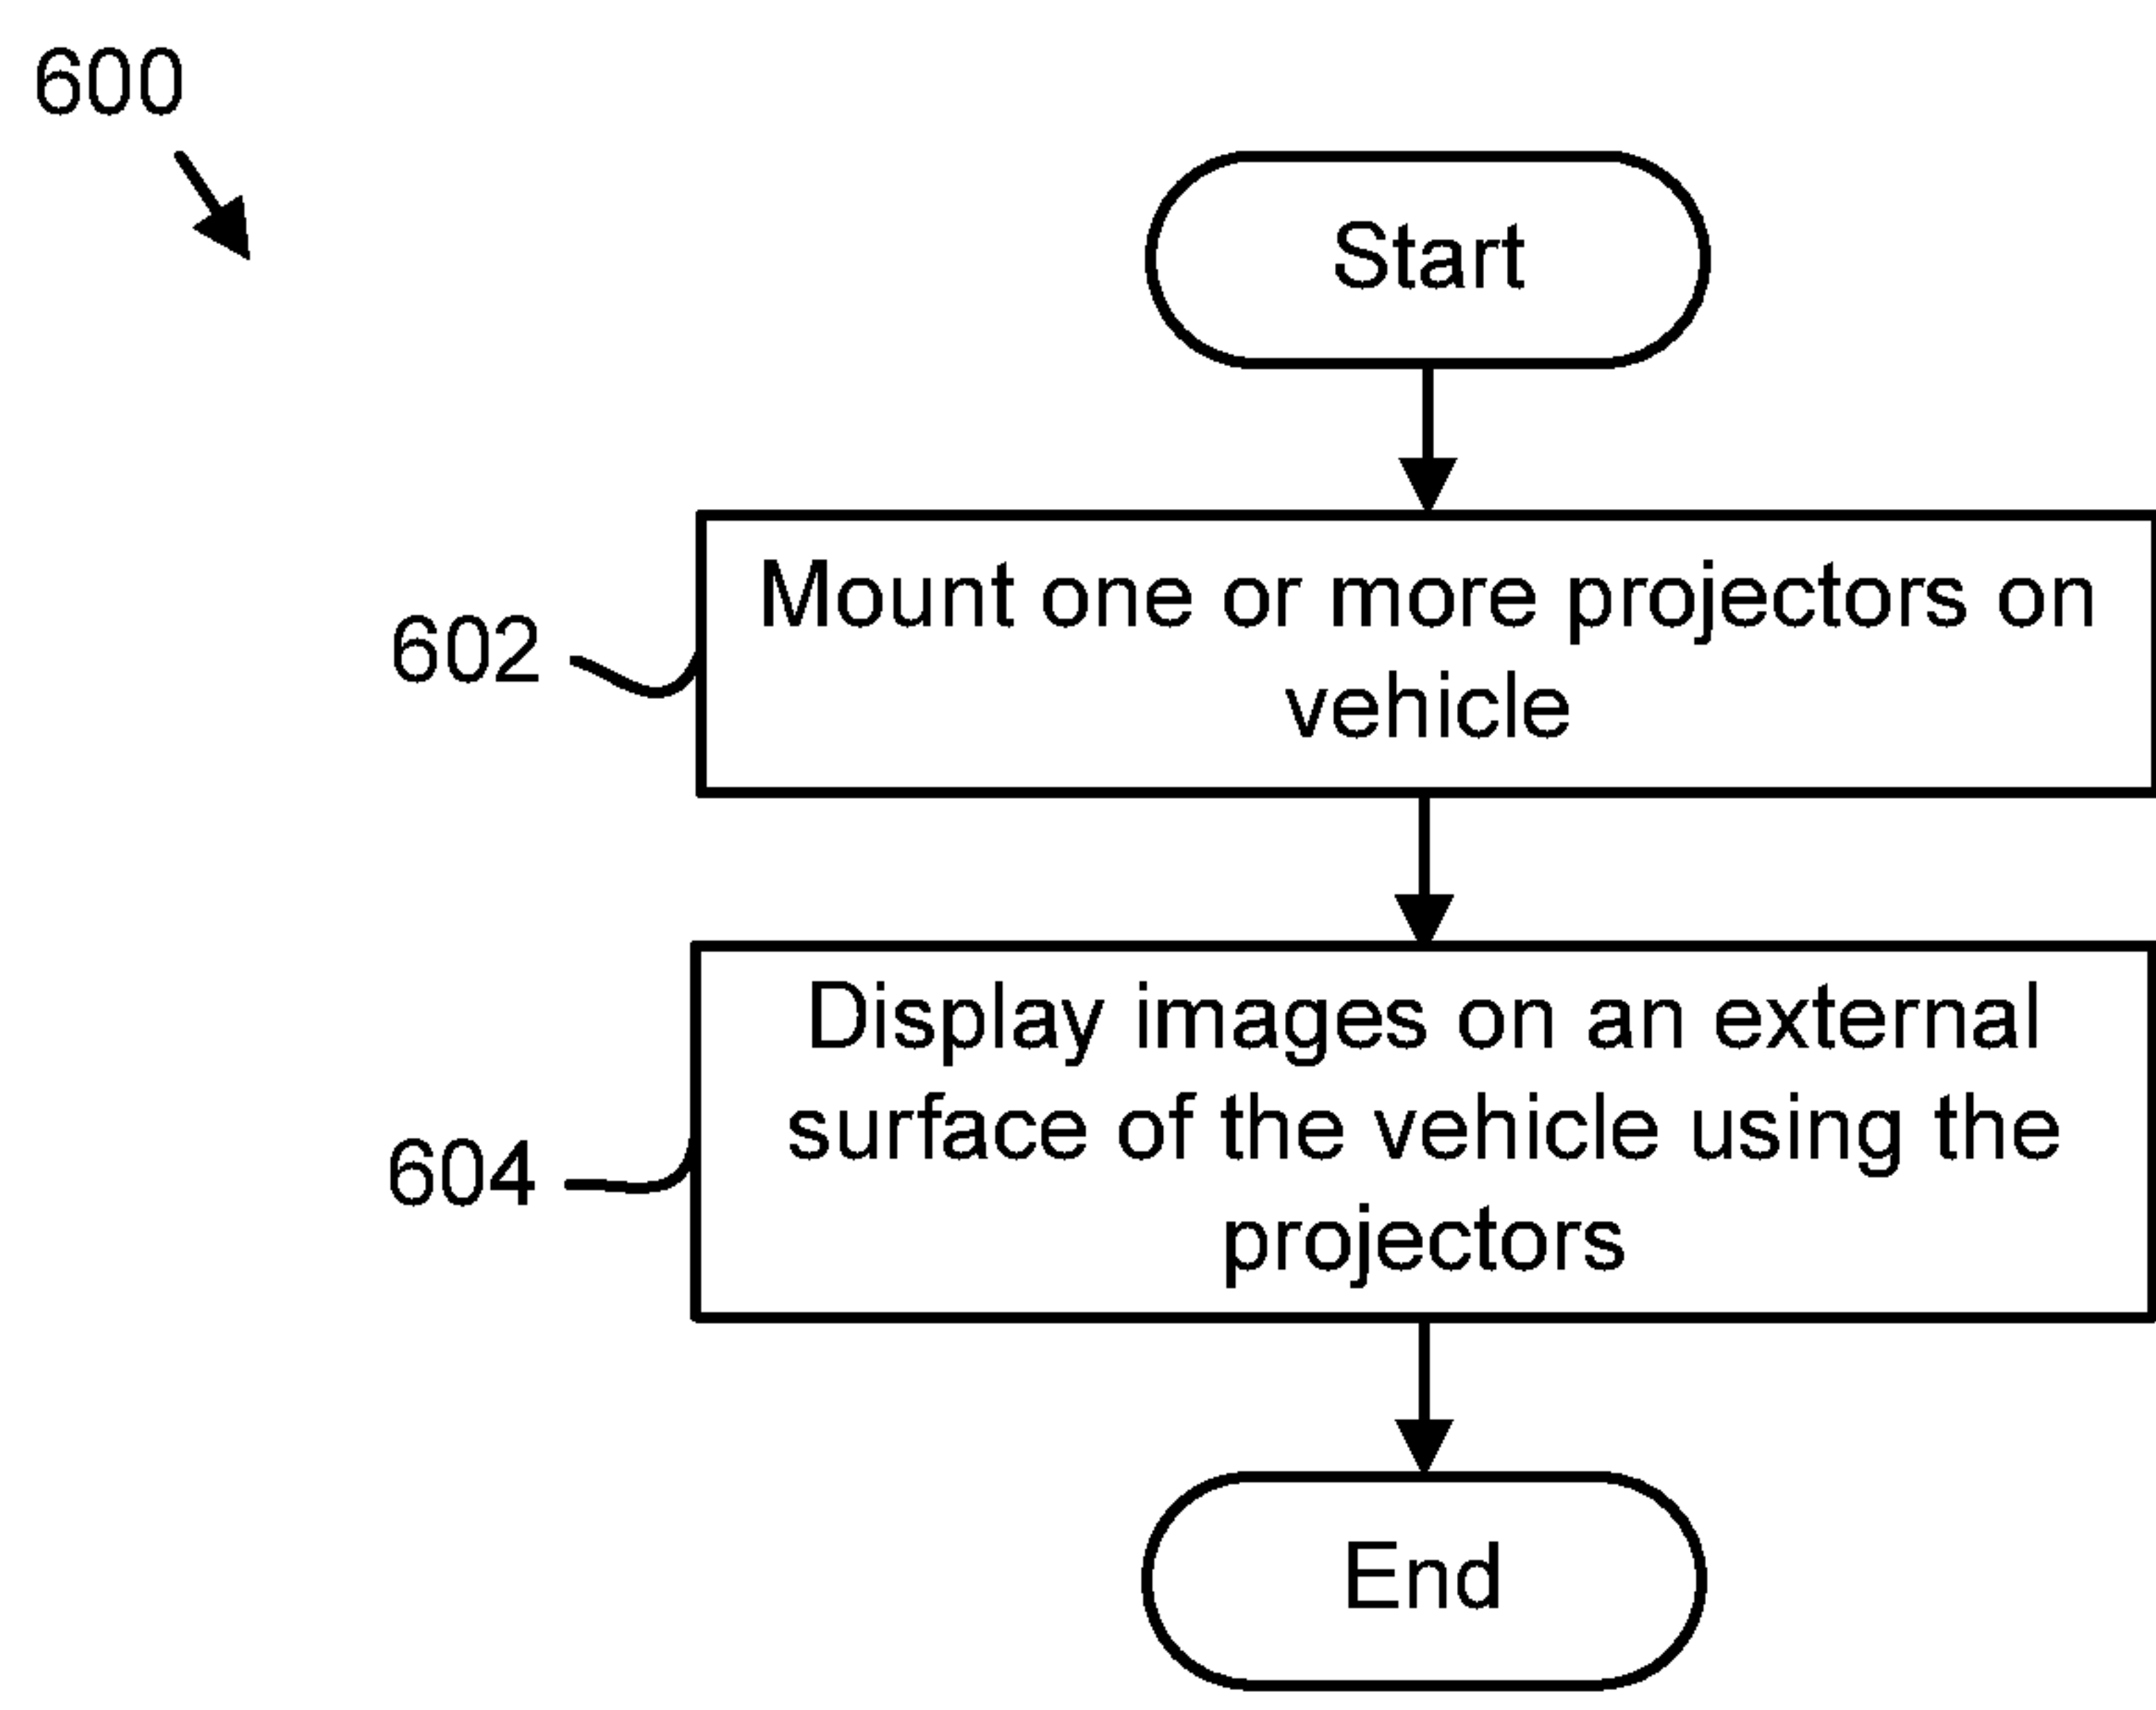 600
Start
602
Mount one or more projectors on
vehicle
604
Display images on an external
surface of the vehicle using the
projectors
End